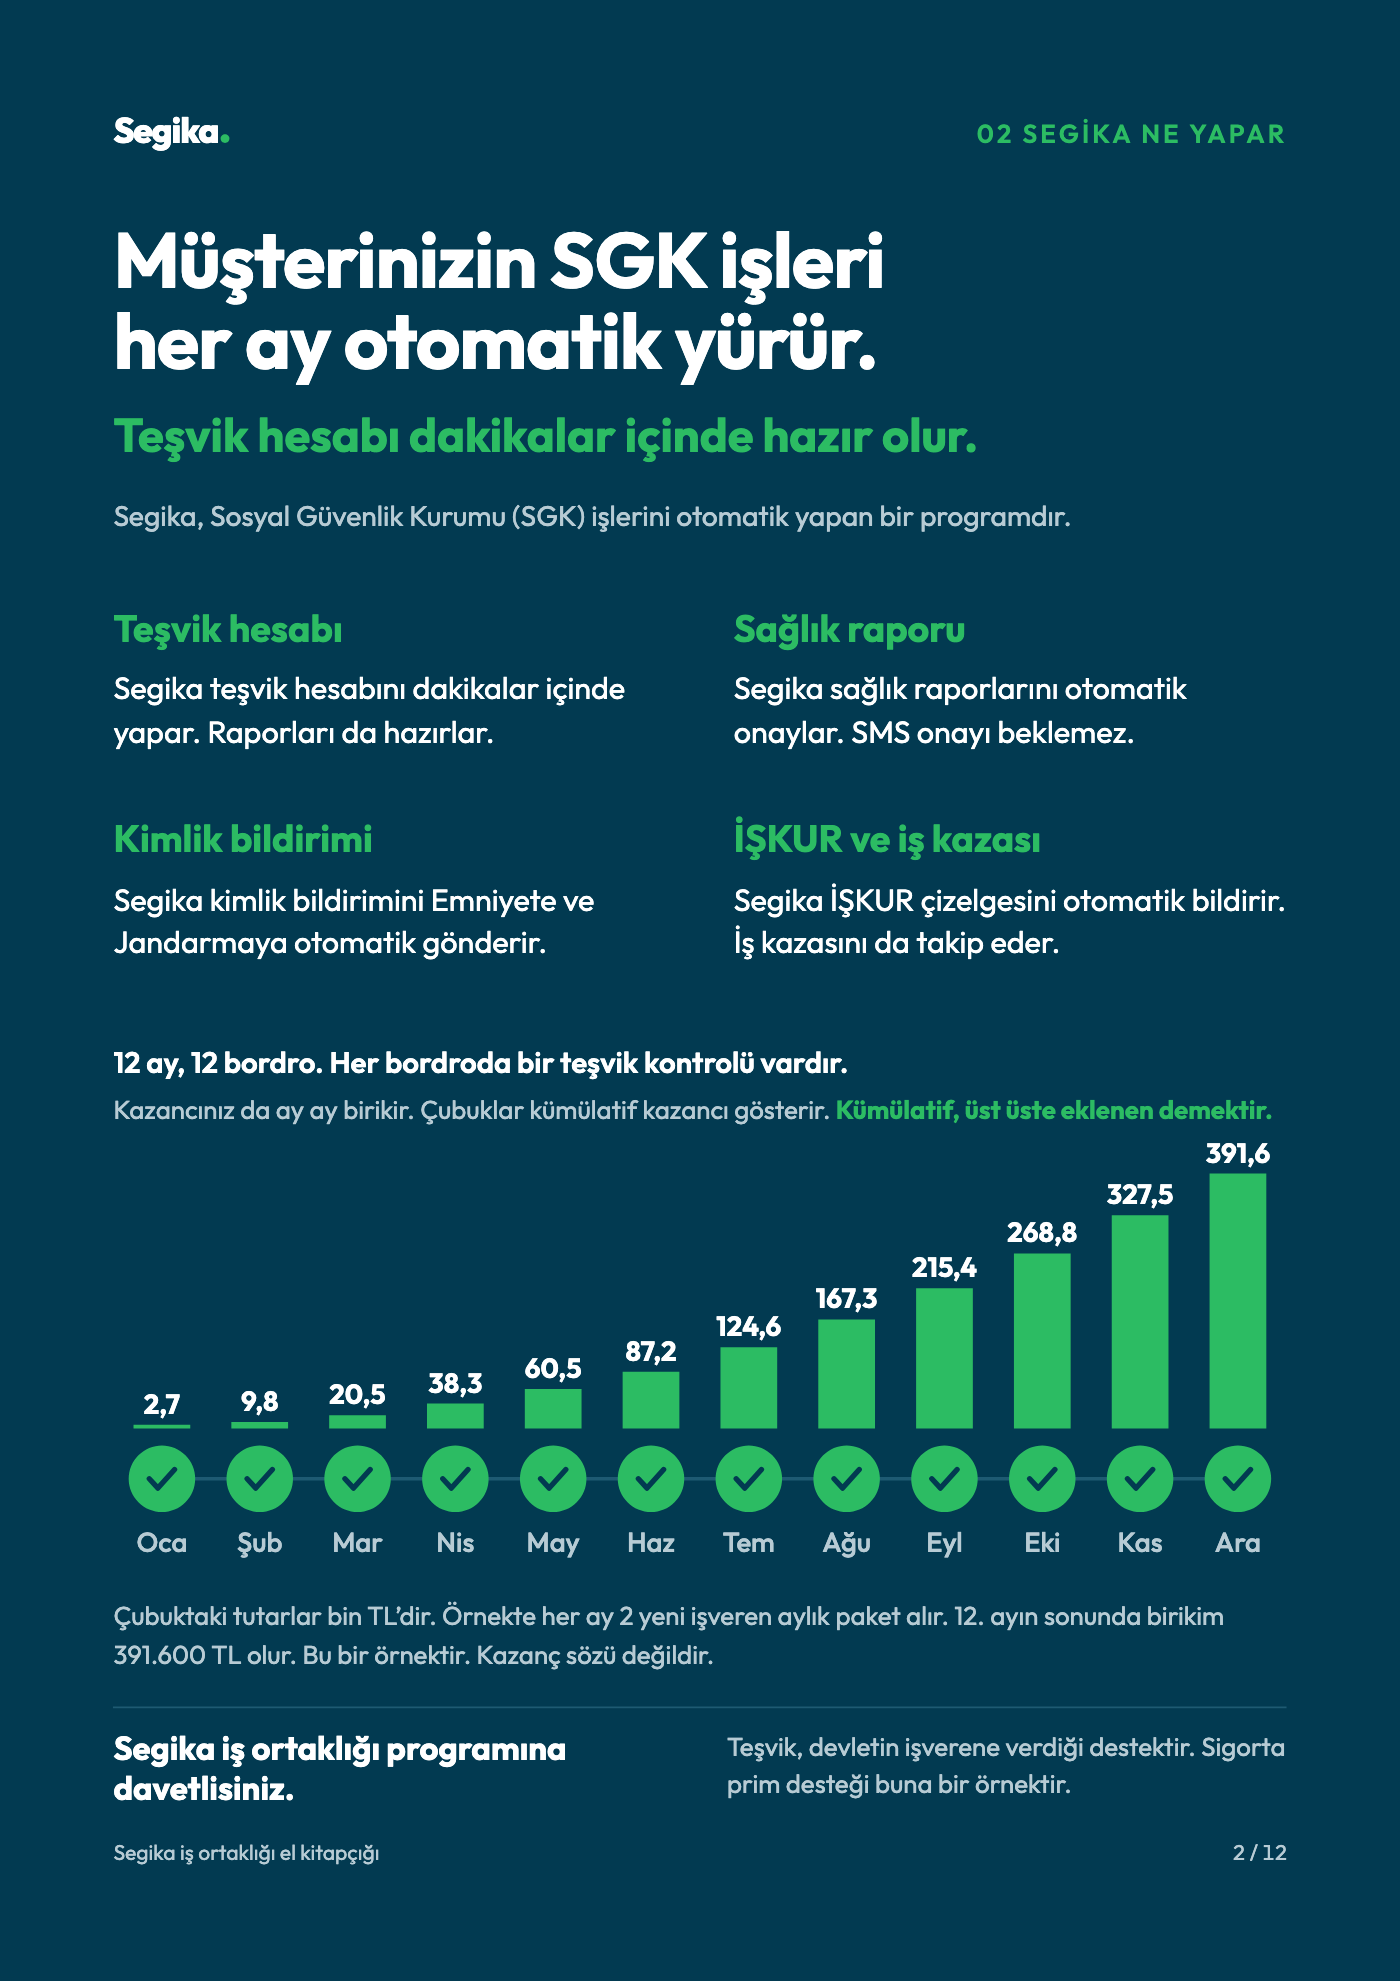 Segika.
02 SEGİKA NE YAPAR
Müşterinizin SGK işleri
her ay otomatik yürür.
Teşvik hesabı dakikalar içinde hazır olur.
Segika, Sosyal Güvenlik Kurumu (SGK) işlerini otomatik yapan bir programdır.
Teşvik hesabı
Segika teşvik hesabını dakikalar içinde
yapar. Raporları da hazırlar.
Sağlık raporu
Segika sağlık raporlarını otomatik
onaylar. SMS onayı beklemez.
Kimlik bildirimi
Segika kimlik bildirimini Emniyete ve
Jandarmaya otomatik gönderir.
İŞKUR ve iş kazası
Segika İŞKUR çizelgesini otomatik bildirir.
İş kazasını da takip eder.
12 ay, 12 bordro. Her bordroda bir teşvik kontrolü vardır.
Kazancınız da ay ay birikir. Çubuklar kümülatif kazancı gösterir. Kümülatif, üst üste eklenen demektir.
2,7 9,8 20,5 38,3 60,5 87,2 124,6 167,3 215,4 268,8 327,5 391,6
Oca Şub Mar Nis May Haz Tem Ağu Eyl Eki Kas Ara
Çubuktaki tutarlar bin TL’dir. Örnekte her ay 2 yeni işveren aylık paket alır. 12. ayın sonunda birikim
391.600 TL olur. Bu bir örnektir. Kazanç sözü değildir.
Segika iş ortaklığı programına
davetlisiniz.
Teşvik, devletin işverene verdiği destektir. Sigorta
prim desteği buna bir örnektir.
Segika iş ortaklığı el kitapçığı
2 / 12